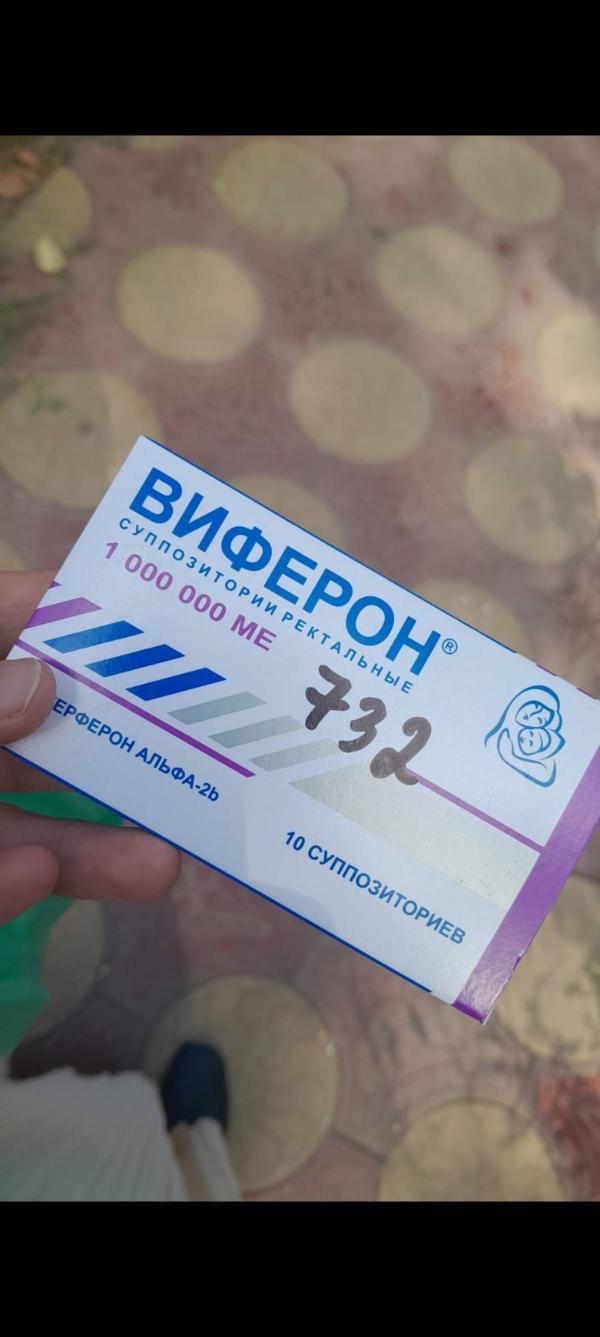 ВИФЕРОН®
СУППОЗИТОРИИ РЕКТАЛЬНЫЕ
1 000 000 МЕ
732
ЕРФЕРОН АЛЬФА-2b
10 СУППОЗИТОРИЕВ